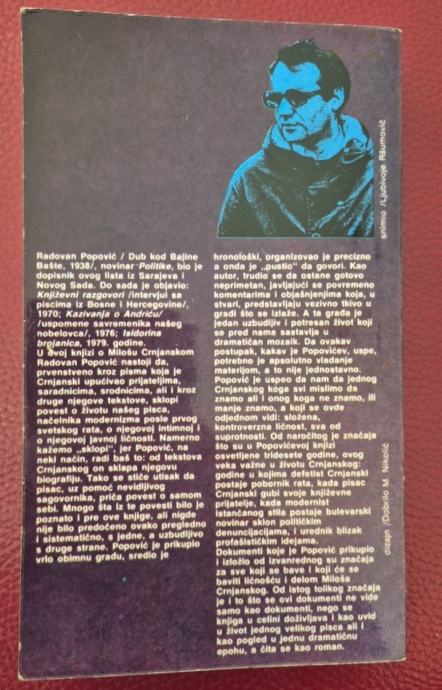 snimio /Ljubivoje Ršumović
Radovan Popović / Dub kod Bajine
Bašte, 1938/, novinar Politike, bio je
dopisnik ovog lista iz Sarajeva i
Novog Sada. Do sada je objavio:
Književni razgovori /intervjui sa
piscima iz Bosne i Hercegovine/,
1970; Kazivanja o Andriću/
/uspomene savremenika našeg
nobelovca/, 1976; Isidorina
brojanica, 1979. godine.
U ovoj knjizi o Milošu Crnjanskom
Radovan Popović nastoji da,
prvenstveno kroz pisma koja je
Crnjanski upućivao prijateljima,
saradnicima, srodnicima, ali i kroz
druge njegove tekstove, sklopi
povest o životu našeg pisca,
načelnika modernizma posle prvog
svetskog rata, o njegovoj intimnoj i
o njegovoj javnoj ličnosti. Namerno
kažemo „sklopi", jer Popović, na
neki način, radi baš to: od tekstova
Crnjanskog on sklapa njegovu
biografiju. Tako se stiče utisak da
pisac, uz pomoć nevidljivog
sagovornika, priča povest o samom
sebi. Mnogo šta iz te povesti bilo je
poznato i pre ove knjige, ali nigde
nije bilo predočeno ovako pregledno
i sistematično, s jedne, a uzbudljivo
s druge strane. Popović je prikupio
vrlo obimnu građu, sredio je
hronološki, organizovao je precizno
a onda je „pustio" da govori. Kao
autor, trudio se da ostane gotovo
neprimetan, javljajući se povremeno
komentarima i objašnjenjima koja, u
stvari, predstavljaju vezivno tkivo u
građi što se izlaže. A ta građa je
jedan uzbudljiv i potresan život koji
se pred nama sastavlja u
dramatičan mozaik. Da ovakav
postupak, kakav je Popovićev, uspe,
potrebno je apsolutno vladanje
materijom, a to nije jednostavno.
Popović je uspeo da nam da jednog
Crnjanskog koga svi mislimo da
znamo ali i onog koga ne znamo, ili
manje znamo, a koji se ovde
odjednom vidi: složena,
kontroverzna ličnost, sva od
suprotnosti. Od naročitog je značaja
što su u Popovićevoj knjizi
osvetljene tridesete godine, ovog
veka važne u životu Crnjanskog:
godine u kojima defetist Crnjanski
postaje pobornik rata, kada pisac
Crnjanski gubi svoje književne
prijatelje, kada modernist
istančanog stila postaje bulevarski
novinar sklon političkim
denuncijacijama, i urednik blizak
profašističkim idejama.
Dokumenti koje je Popović prikupio
i izložio od izvanrednog su značaja
za sve koji se bave i koji će se
baviti ličnošću i delom Miloša
Crnjanskog. Od istog tolikog značaja
je i to što se ovi dokumenti ne vide
samo kao dokumenti, nego se
knjiga u celini doživljava i kao uvid
u život jednog velikog pisca ali i
kao pogled u jednu dramatičnu
epohu, a čita se kao roman.
dizajn /Dobrilo M. Nikolić